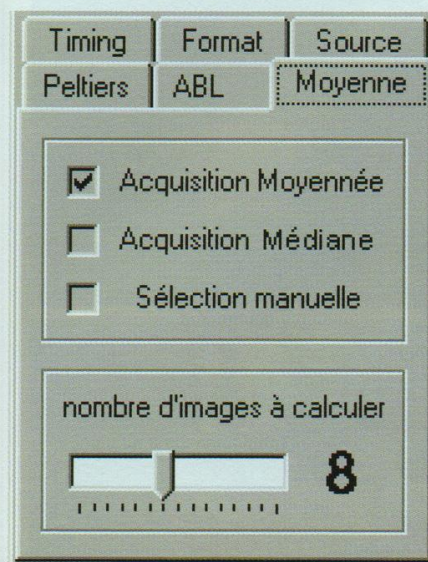 Timing Format Source
Peltiers ABL Moyenne
Acquisition Moyennée
Acquisition Médiane
Sélection manuelle
nombre d'images à calculer
8